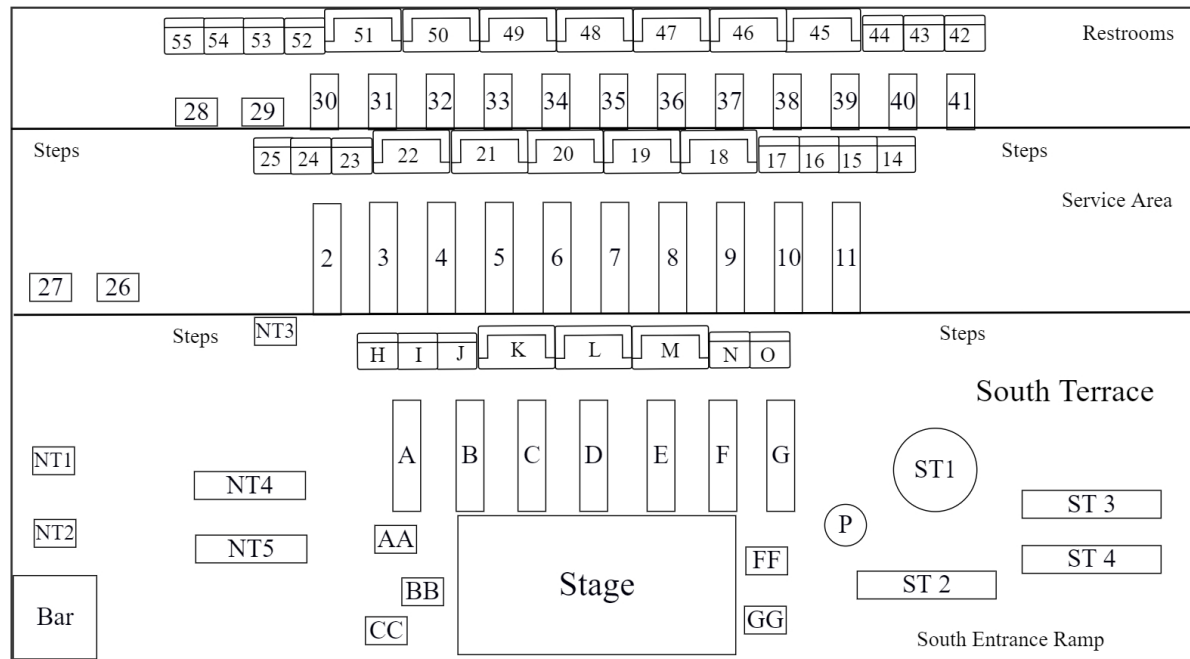 55 54 53 52 51 50 49 48 47 46 45 44 43 42 Restrooms
28 29 30 31 32 33 34 35 36 37 38 39 40 41
Steps 25 24 23 22 21 20 19 18 17 16 15 14 Steps
Service Area
27 26 2 3 4 5 6 7 8 9 10 11
Steps NT3 H I J K L M N O Steps
South Terrace
NT1 NT4 A B C D E F G ST1
ST 3
NT2 NT5 AA P
FF ST 4
Bar BB Stage ST 2
CC GG South Entrance Ramp